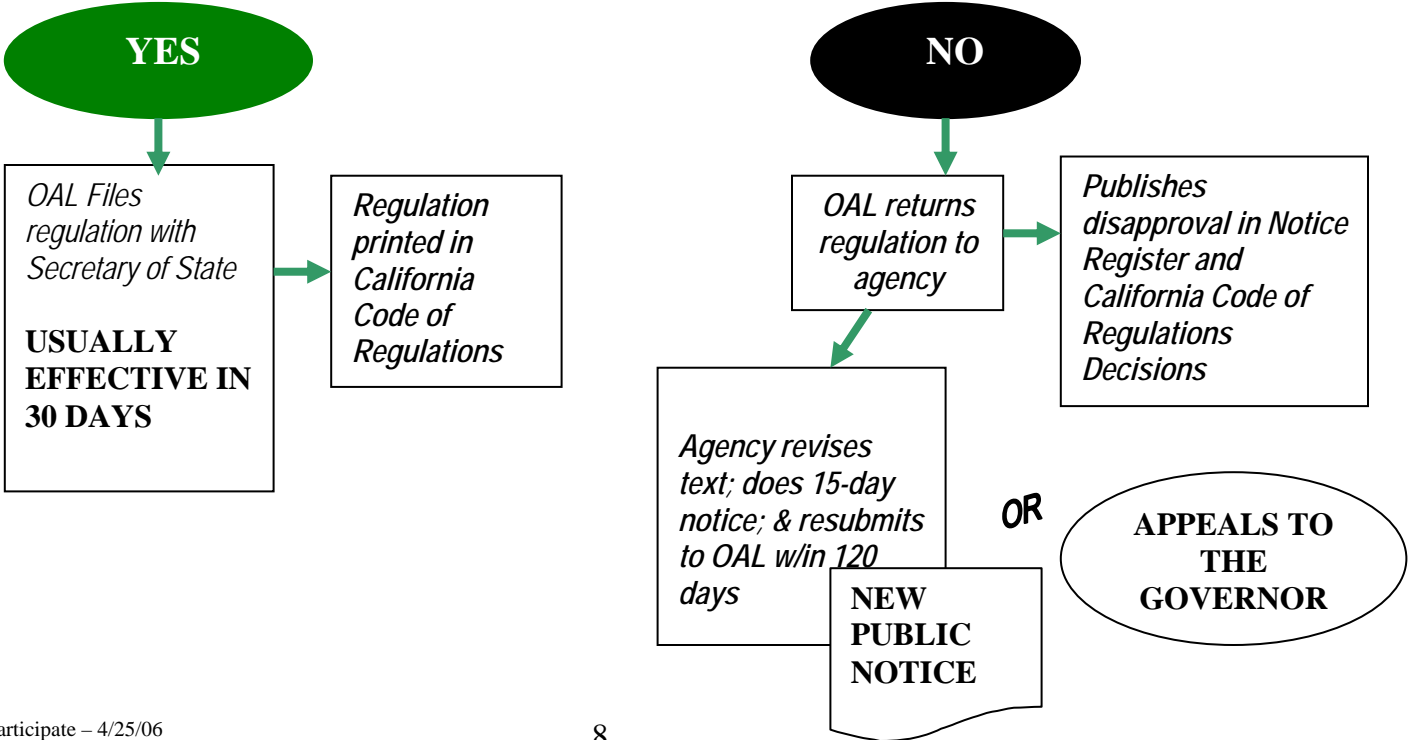 YES
OAL Files
regulation with
Secretary of State
USUALLY
EFFECTIVE IN
30 DAYS
Regulation
printed in
California
Code of
Regulations
NO
OAL returns
regulation to
agency
Publishes
disapproval in Notice
Register and
California Code of
Regulations
Decisions
Agency revises
text; does 15-day
notice; & resubmits
to OAL w/in 120
days
NEW
PUBLIC
NOTICE
OR
APPEALS TO
THE
GOVERNOR
articipate – 4/25/06
8